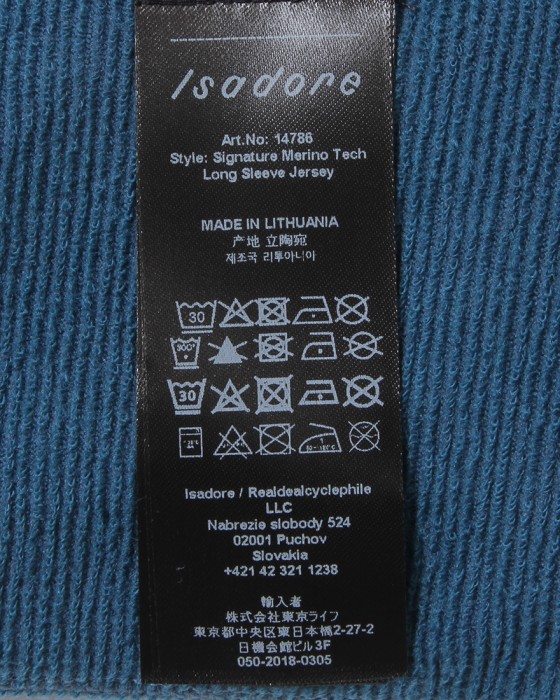 Isadore
Art.No: 14786
Style: Signature Merino Tech
Long Sleeve Jersey
MADE IN LITHUANIA
产地 立陶宛
제조국 리투아니아
30
30
Isadore / Realdealcyclephile
LLC
Nabrezie slobody 524
02001 Puchov
Slovakia
+421 42 321 1238
輸入者
株式会社東京ライフ
東京都中央区東日本橋2-27-2
日機会館ビル3F
050-2018-0305